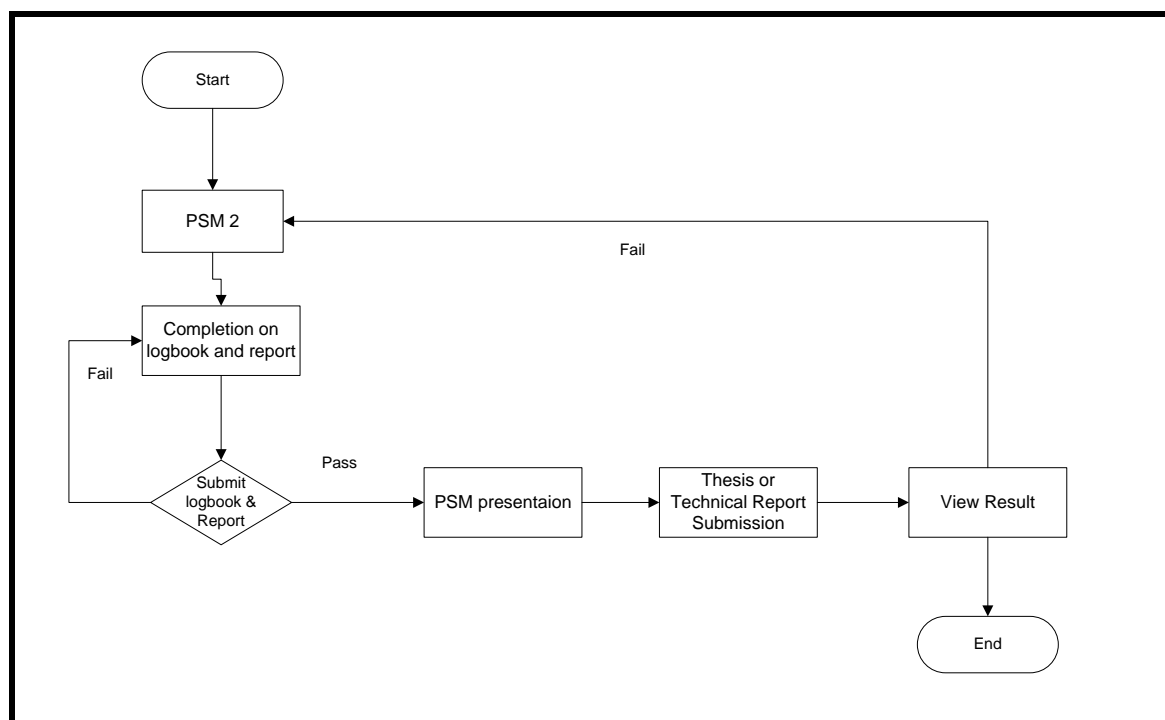 Start
PSM 2
Fail
Completion on
logbook and report
Fail
Submit
logbook &
Report
Pass
PSM presentaion
Thesis or
Technical Report
Submission
View Result
End